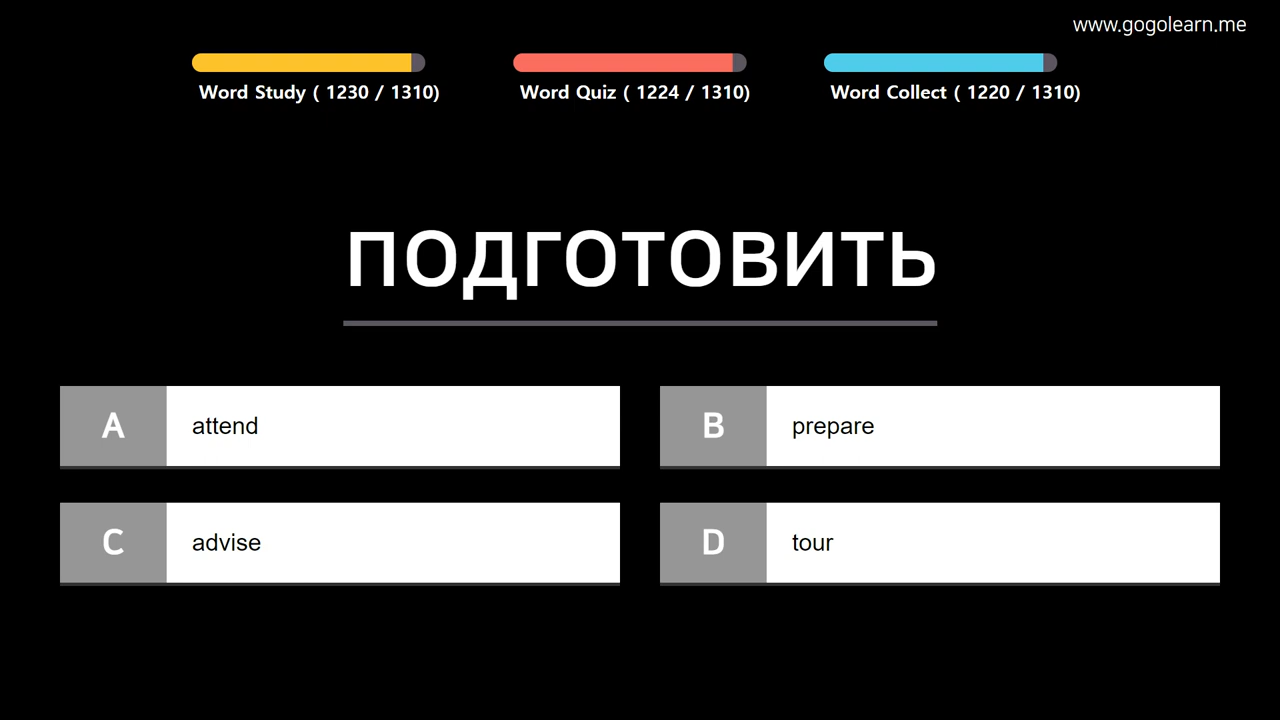 www.gogolearn.me
Word Study ( 1230 / 1310)
Word Quiz ( 1224 / 1310)
Word Collect ( 1220 / 1310)
подготовить
A attend
B prepare
C advise
D tour